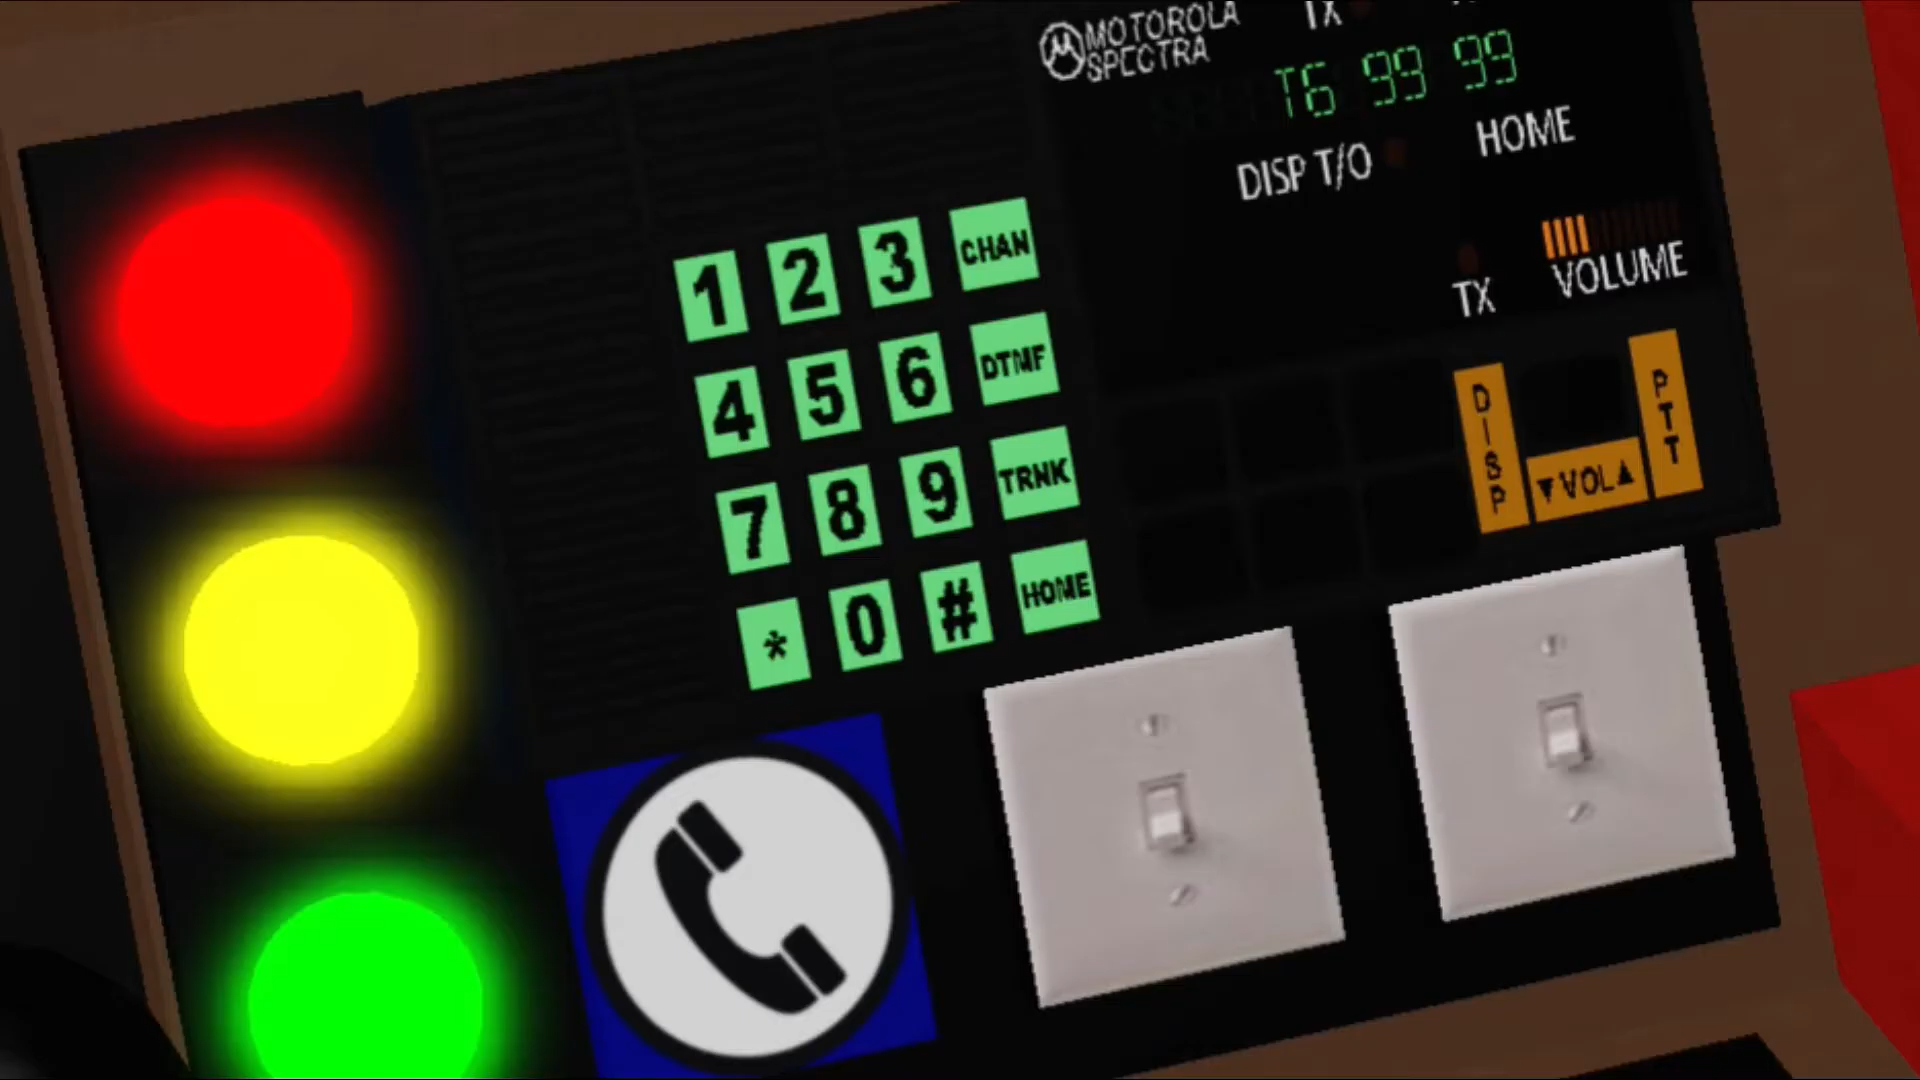 MOTOROLA TX
SPECTRA
T6 99 99
DISP T/O HOME
1 2 3 CHAN
TX VOLUME
4 5 6 DTMF
DISP ▼VOL▲ PTT
7 8 9 TRNK
* 0 # HOME